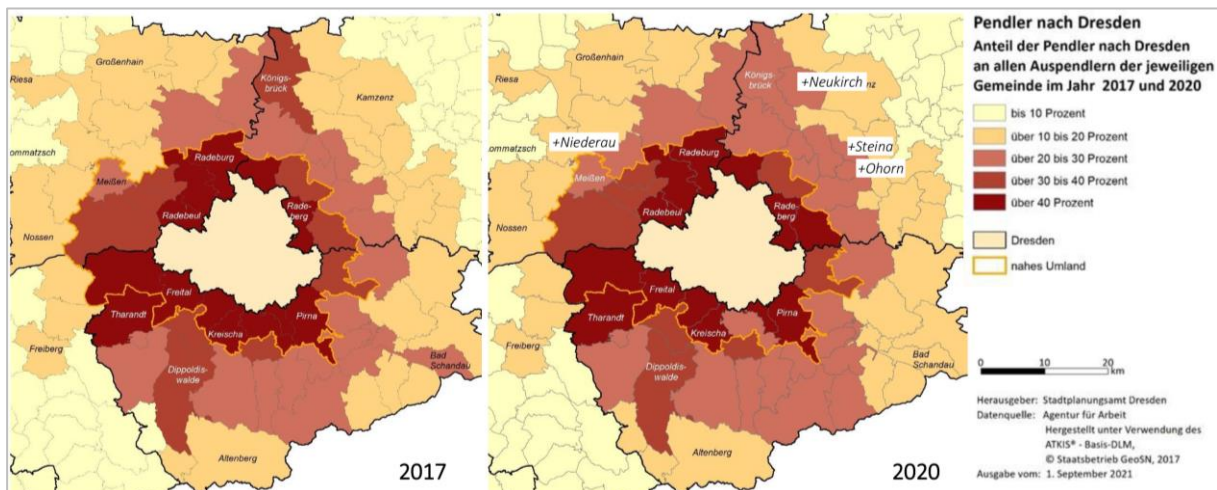 Großenhain
Riesa
Königs-
brück
Kamenz
ommatzsch
Radeburg
Meißen
Radebeul
Rade-
berg
Nossen
Freital
Tharandt
Pirna
Kreischa
Freiberg
Bad
Schandau
Dippoldis-
walde
Altenberg
2017
Großenhain
Riesa
Königs-
brück
+Neukirch
nz
+Niederau
ommatzsch
Radeburg
+Steina
+Ohorn
Meißen
Radebeul
Rade-
berg
Nossen
Freital
Tharandt
Pirna
Kreischa
Freiberg
Bad
Schandau
Dippoldis-
walde
Altenberg
2020
Pendler nach Dresden
Anteil der Pendler nach Dresden
an allen Auspendlern der jeweiligen
Gemeinde im Jahr 2017 und 2020
bis 10 Prozent
über 10 bis 20 Prozent
über 20 bis 30 Prozent
über 30 bis 40 Prozent
über 40 Prozent
Dresden
nahes Umland
0 10 20
km
Herausgeber: Stadtplanungsamt Dresden
Datenquelle: Agentur für Arbeit
Hergestellt unter Verwendung des
ATKIS® - Basis-DLM,
© Staatsbetrieb GeoSN, 2017
Ausgabe vom: 1. September 2021